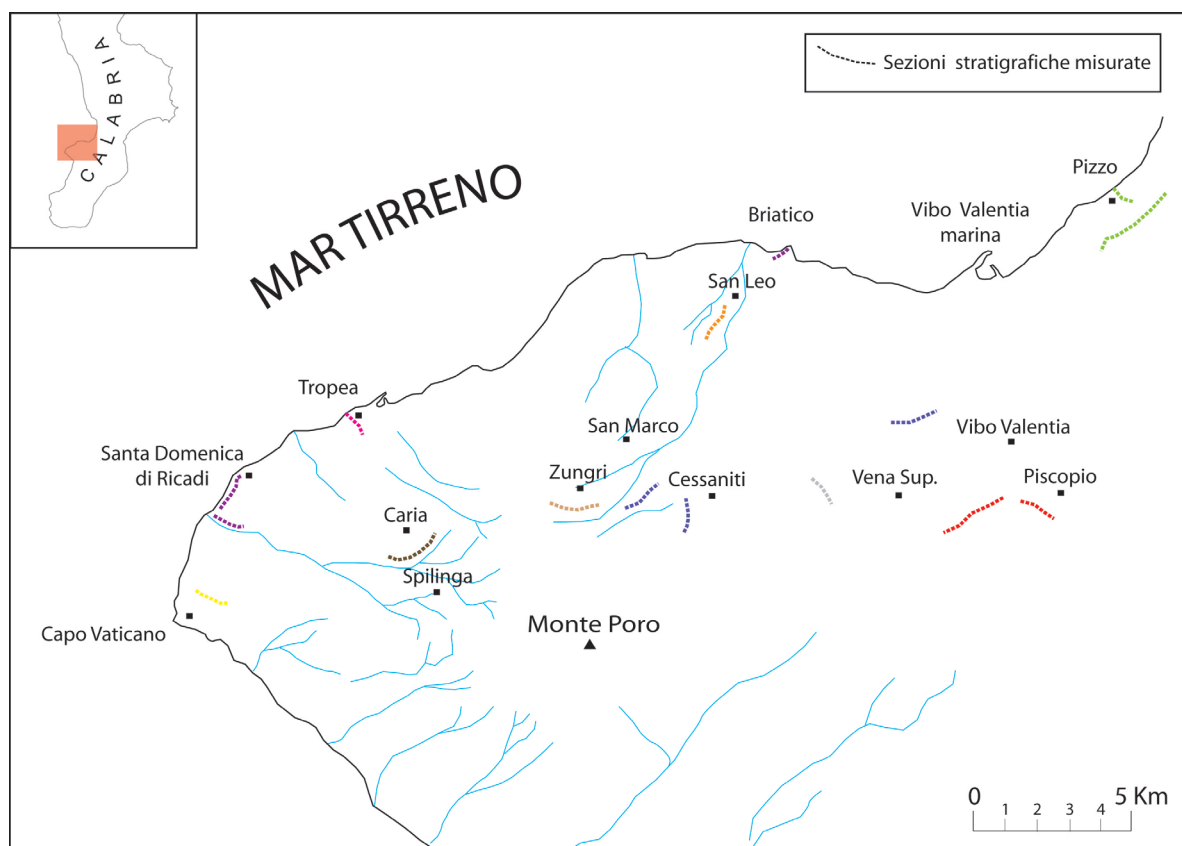 CALABRIA
Sezioni stratigrafiche misurate
MAR TIRRENO
Pizzo
Briatico
Vibo Valentia
marina
San Leo
Tropea
San Marco
Vibo Valentia
Santa Domenica
di Ricadi
Zungri
Cessaniti
Vena Sup.
Piscopio
Caria
Spilinga
Capo Vaticano
Monte Poro
0 1 2 3 4 5 Km